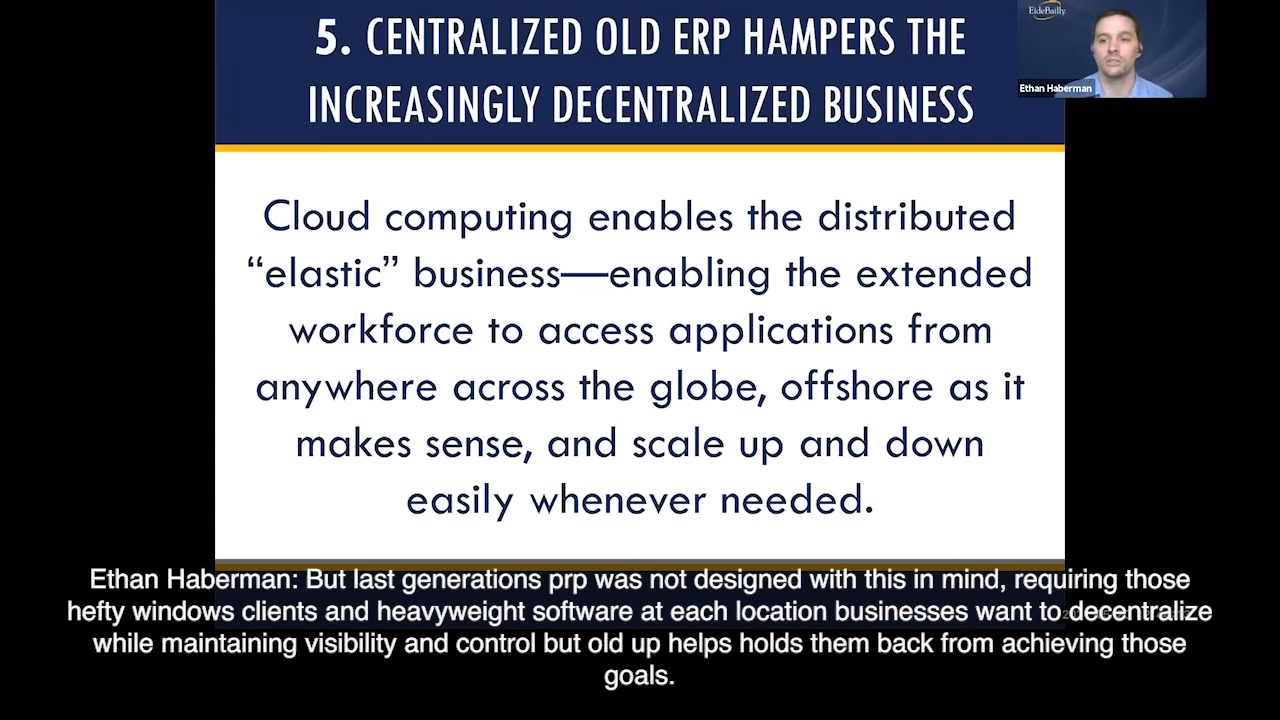 5. CENTRALIZED OLD ERP HAMPERS THE
INCREASINGLY DECENTRALIZED BUSINESS
EideBailly
Ethan Haberman
Cloud computing enables the distributed
“elastic” business—enabling the extended
workforce to access applications from
anywhere across the globe, offshore as it
makes sense, and scale up and down
easily whenever needed.
Ethan Haberman: But last generations prp was not designed with this in mind, requiring those
hefty windows clients and heavyweight software at each location businesses want to decentralize
while maintaining visibility and control but old up helps holds them back from achieving those
goals.